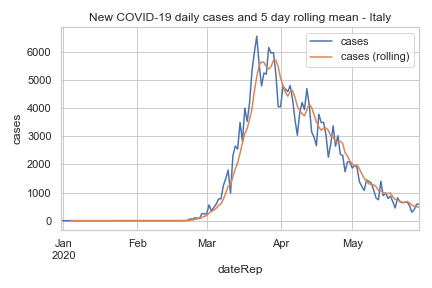 New COVID-19 daily cases and 5 day rolling mean - Italy
cases
cases (rolling)
6000
5000
4000
3000
2000
1000
0
cases
Jan
2020
Feb
Mar
Apr
May
dateRep